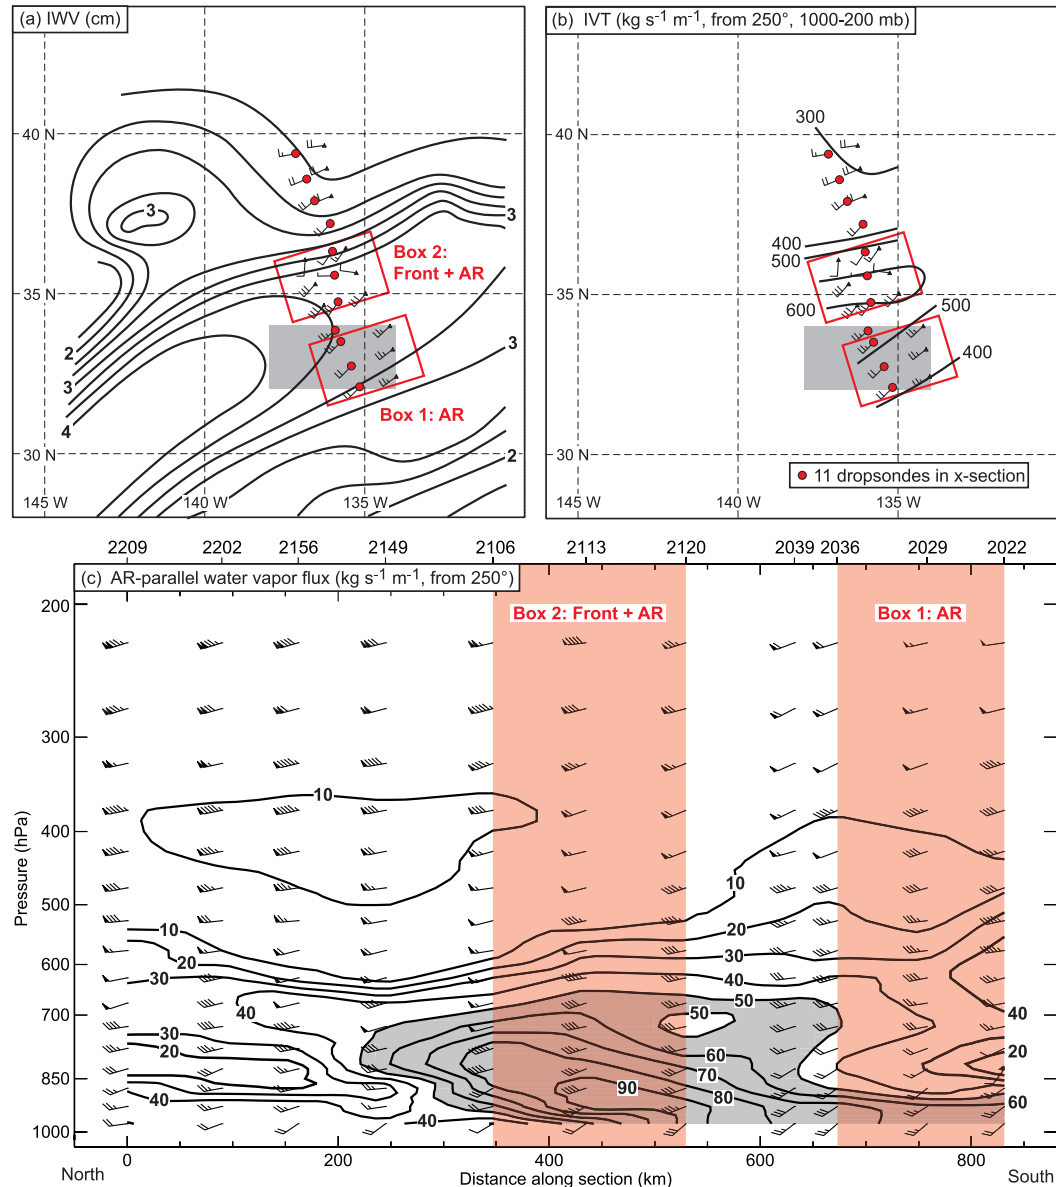 (a) IWV (cm)
40 N
35 N
30 N
145 W
140 W
135 W
3
3
2
3
4
3
2
Box 2:
Front + AR
Box 1: AR
(b) IVT (kg s-1 m-1, from 250°, 1000-200 mb)
300
40 N
400
500
35 N
600
500
400
30 N
11 dropsondes in x-section
145 W
140 W
135 W
2209 2202 2156 2149 2106 2113 2120 2039 2036 2029 2022
(c) AR-parallel water vapor flux (kg s-1 m-1, from 250°)
Box 2: Front + AR
Box 1: AR
Pressure (hPa)
200
300
400
500
600
700
850
1000
10
10
10
20
20
30
30
40
40
50
50
40
30
20
60
20
70
90
80
40
40
60
0 200 400 600 800
North
Distance along section (km)
South